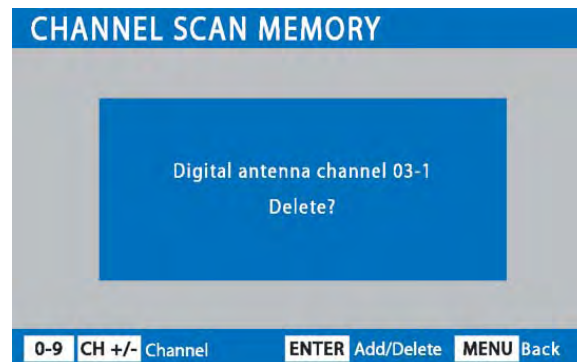 CHANNEL SCAN MEMORY
Digital antenna channel 03-1
Delete?
0-9 CH +/- Channel ENTER Add/Delete MENU Back